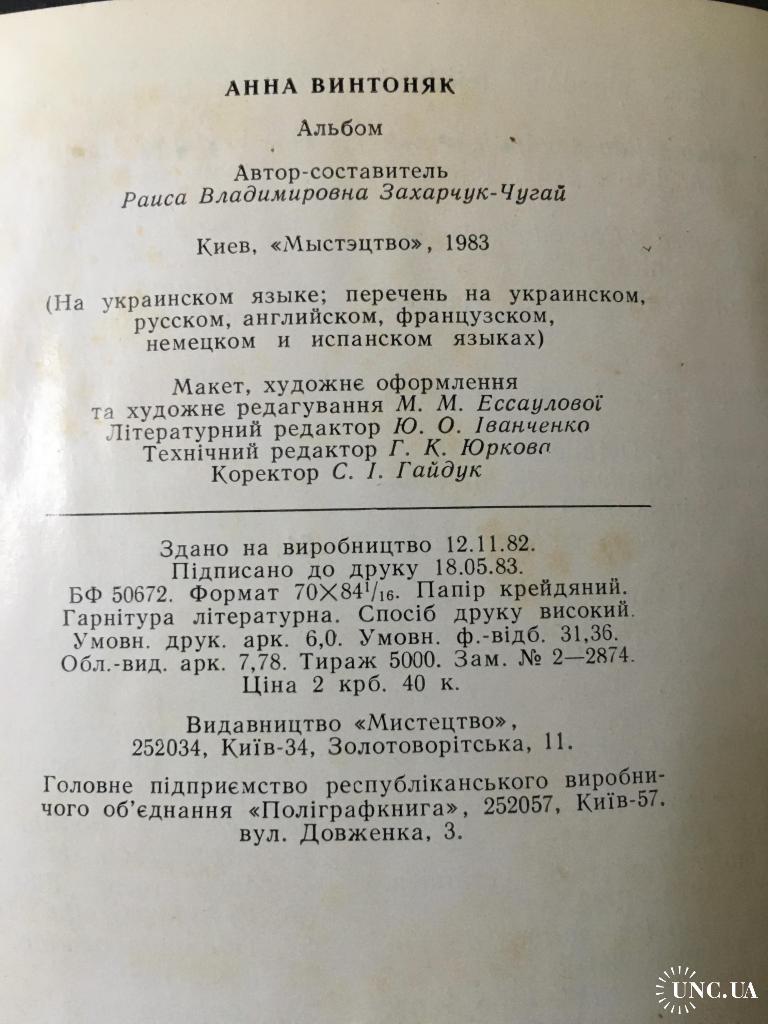 АННА ВИНТОНЯК
Альбом
Автор-составитель
Раиса Владимировна Захарчук-Чугай
Киев, «Мыстэцтво», 1983
(На украинском языке; перечень на украинском,
русском, английском, французском,
немецком и испанском языках)
Макет, художнє оформлення
та художнє редагування М. М. Ессаулової
Літературний редактор Ю. О. Іванченко
Технічний редактор Г. К. Юркова
Коректор С. І. Гайдук
Здано на виробництво 12.11.82.
Підписано до друку 18.05.83.
БФ 50672. Формат 70×84¹/₁₆. Папір крейдяний.
Гарнітура літературна. Спосіб друку високий.
Умовн. друк. арк. 6,0. Умовн. ф.-відб. 31,36.
Обл.-вид. арк. 7,78. Тираж 5000. Зам. № 2—2874.
Ціна 2 крб. 40 к.
Видавництво «Мистецтво»,
252034, Київ-34, Золотоворітська, 11.
Головне підприємство республіканського виробни-
чого об’єднання «Поліграфкнига», 252057, Київ-57.
вул. Довженка, 3.
UNC.UA